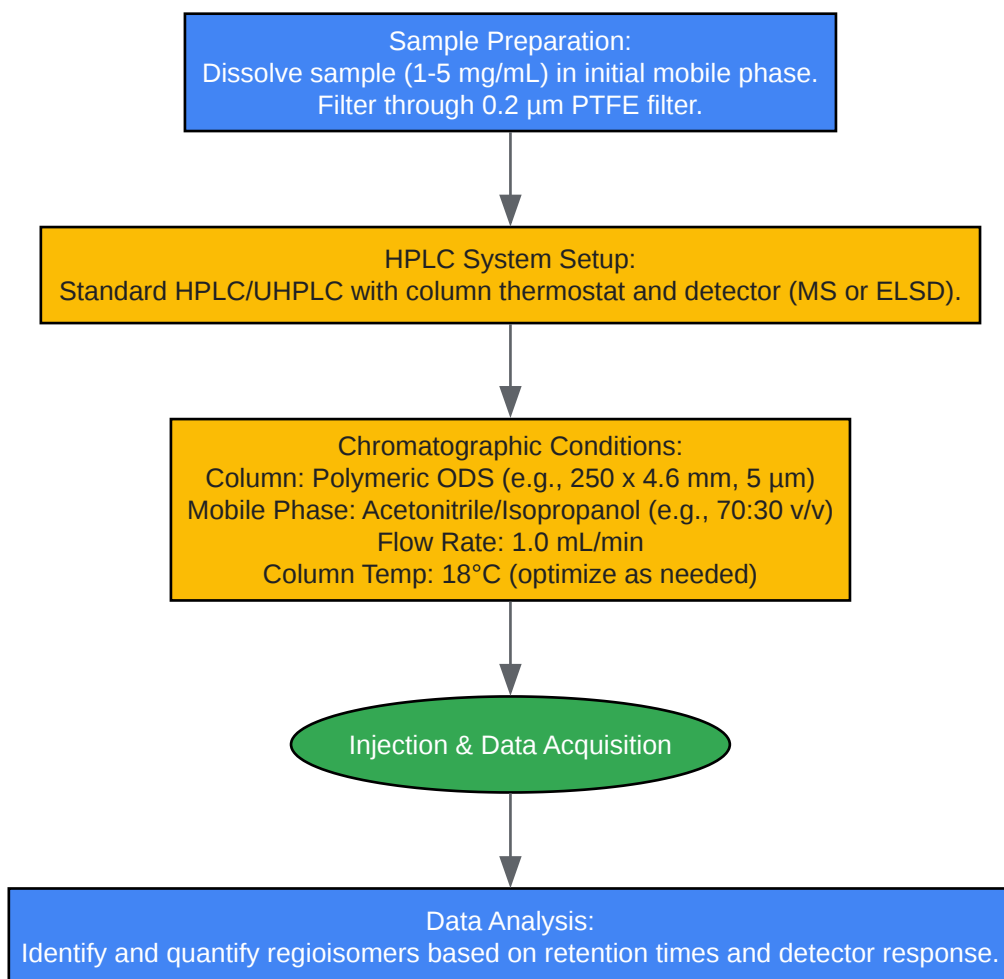 Sample Preparation:
Dissolve sample (1-5 mg/mL) in initial mobile phase.
Filter through 0.2 µm PTFE filter.
HPLC System Setup:
Standard HPLC/UHPLC with column thermostat and detector (MS or ELSD).
Chromatographic Conditions:
Column: Polymeric ODS (e.g., 250 x 4.6 mm, 5 µm)
Mobile Phase: Acetonitrile/Isopropanol (e.g., 70:30 v/v)
Flow Rate: 1.0 mL/min
Column Temp: 18°C (optimize as needed)
Injection & Data Acquisition
Data Analysis:
Identify and quantify regioisomers based on retention times and detector response.